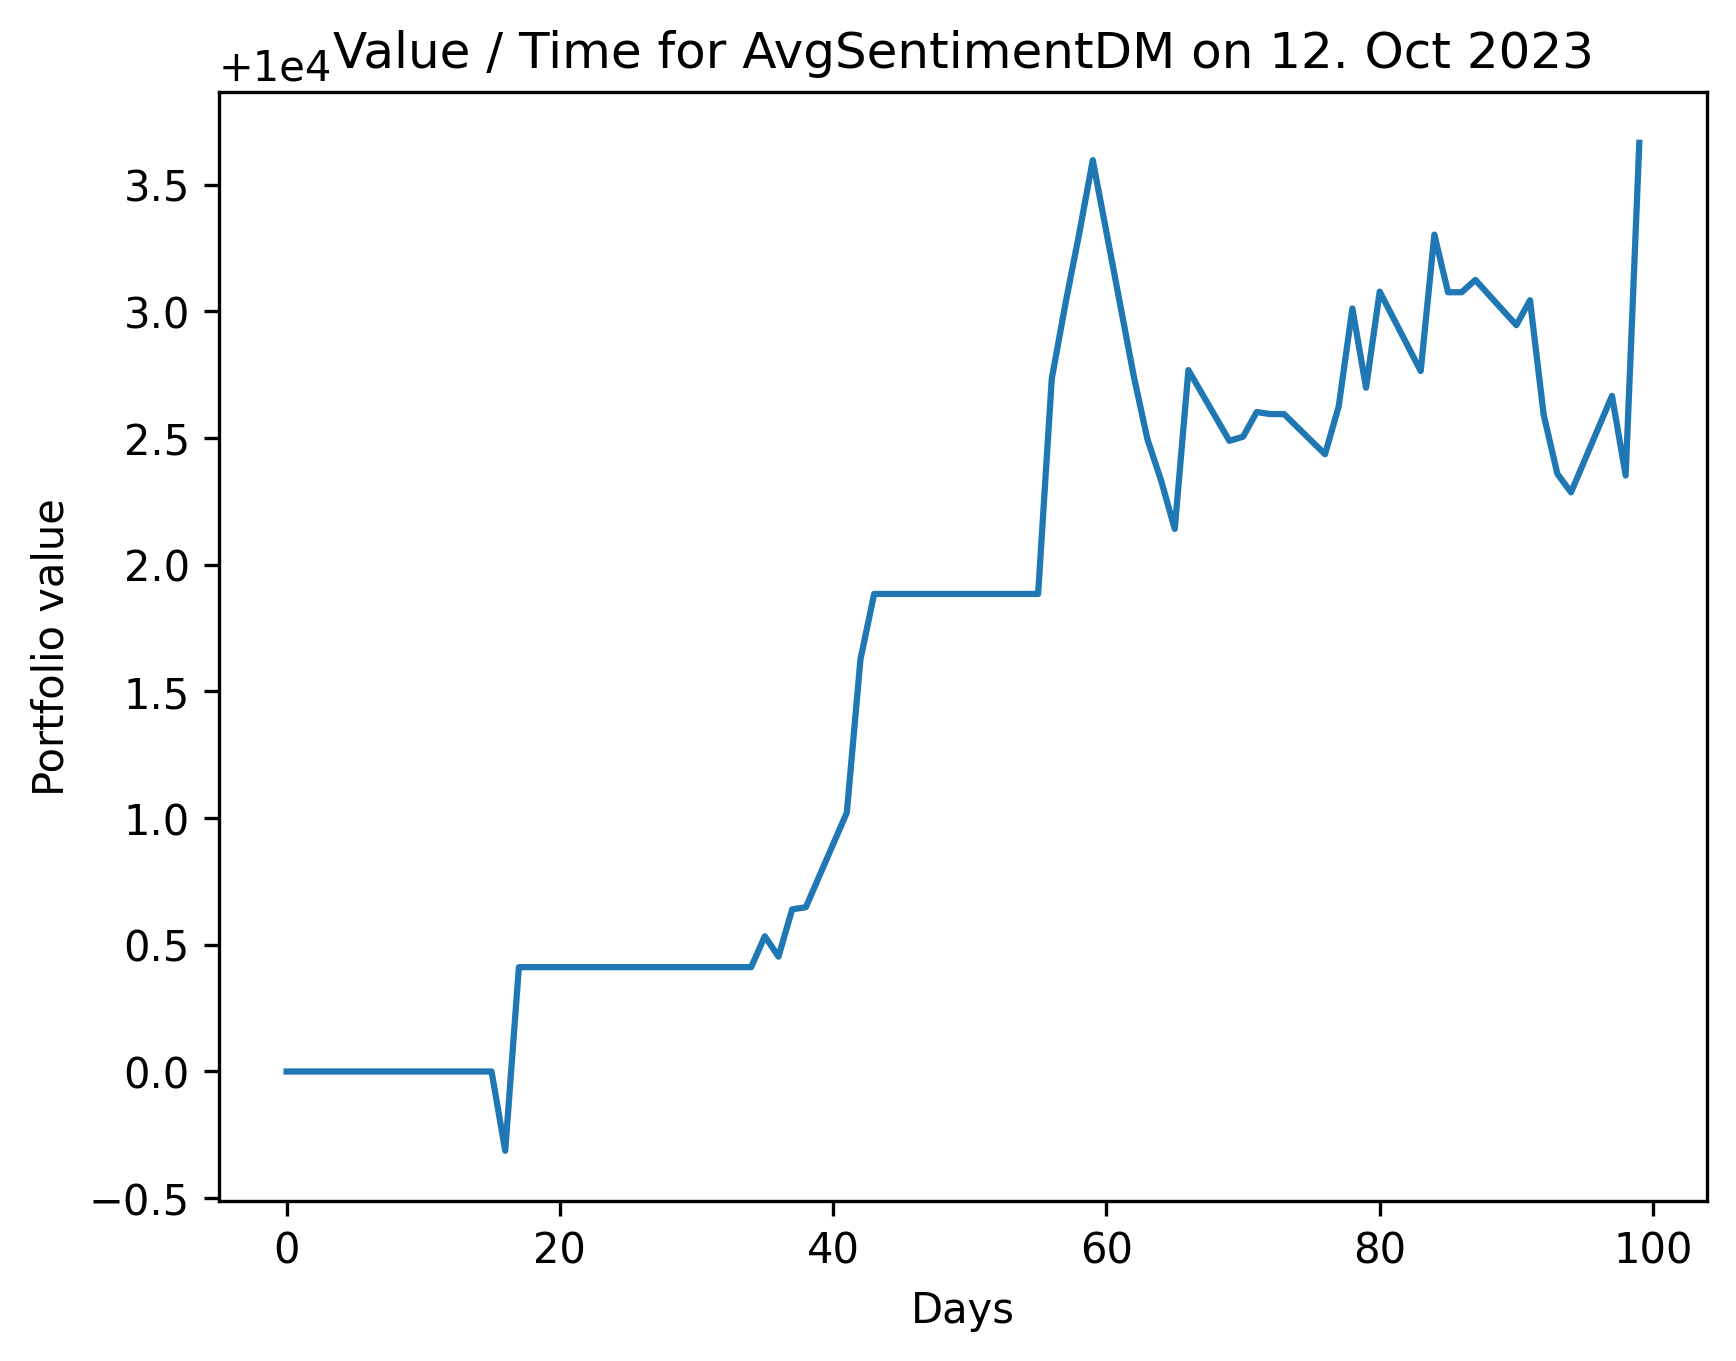 Value / Time for AvgSentimentDM on 12. Oct 2023
+1e4
3.5
3.0
2.5
2.0
1.5
1.0
0.5
0.0
−0.5
Portfolio value
0 20 40 60 80 100
Days